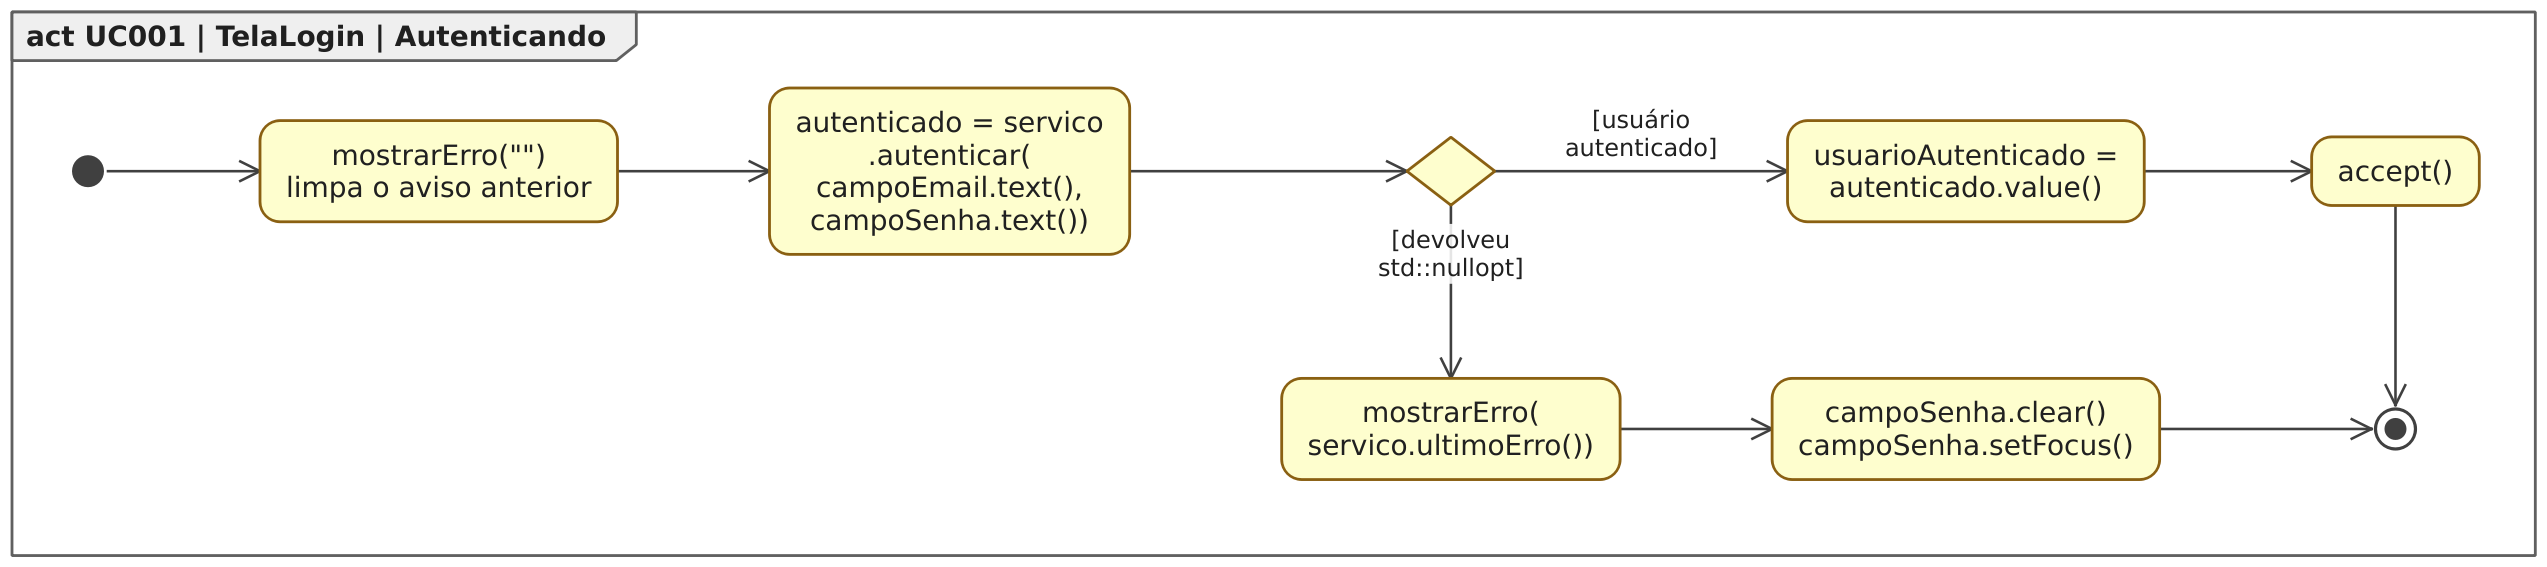 act UC001 | TelaLogin | Autenticando
mostrarErro("")
limpa o aviso anterior
autenticado = servico
.autenticar(
campoEmail.text(),
campoSenha.text())
[usuário
autenticado]
usuarioAutenticado =
autenticado.value()
accept()
[devolveu
std::nullopt]
mostrarErro(
servico.ultimoErro())
campoSenha.clear()
campoSenha.setFocus()